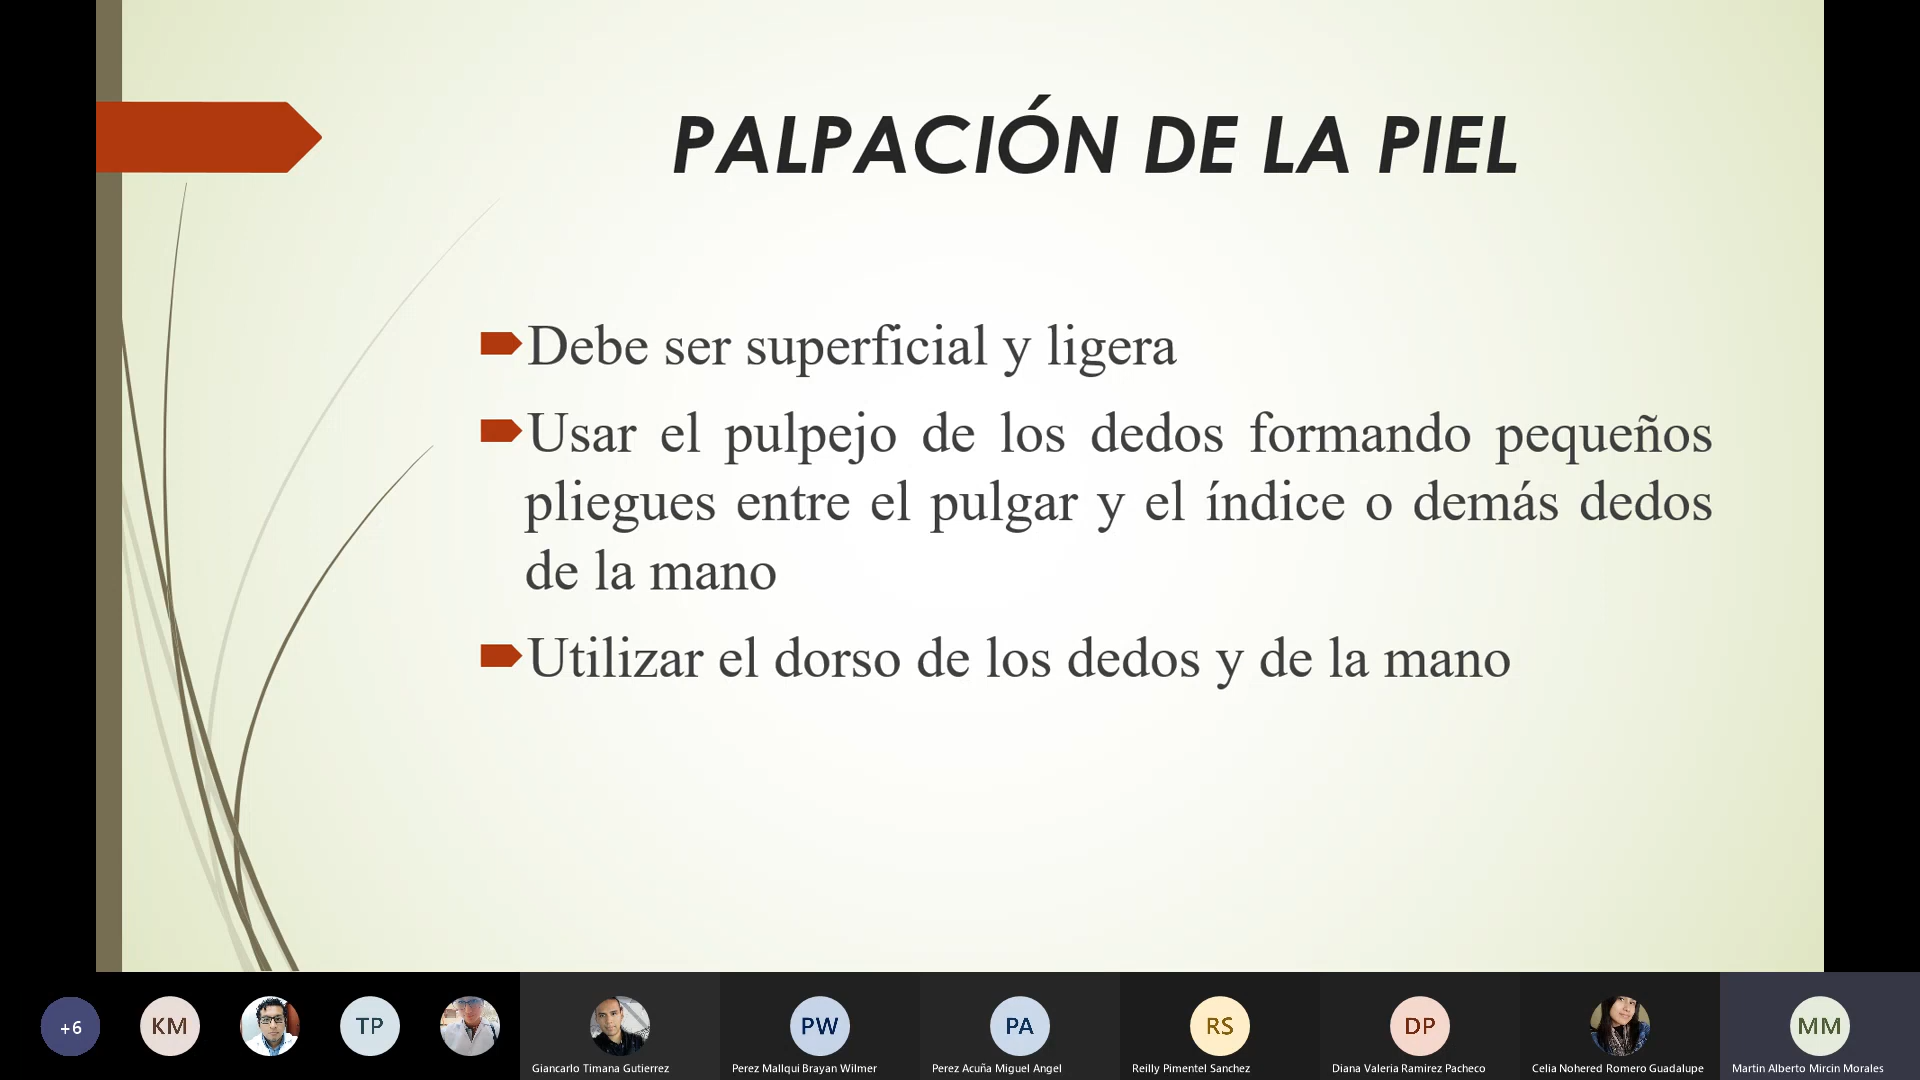 PALPACIÓN DE LA PIEL
Debe ser superficial y ligera
Usar el pulpejo de los dedos formando pequeños
pliegues entre el pulgar y el índice o demás dedos
de la mano
Utilizar el dorso de los dedos y de la mano
+6
KM
TP
PW
PA
RS
DP
MM
Giancarlo Timana Gutierrez
Perez Mallqui Brayan Wilmer
Perez Acuña Miguel Angel
Reilly Pimentel Sanchez
Diana Valeria Ramirez Pacheco
Celia Nohered Romero Guadalupe
Martin Alberto Mircin Morales